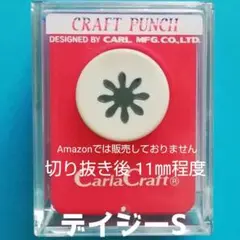 CRAFT PUNCH
DESIGNED BY CARL MFG.CO.,LTD.
Amazonでは販売しておりません
切り抜き後 11mm程度
CarlaCraft®
デイジーS